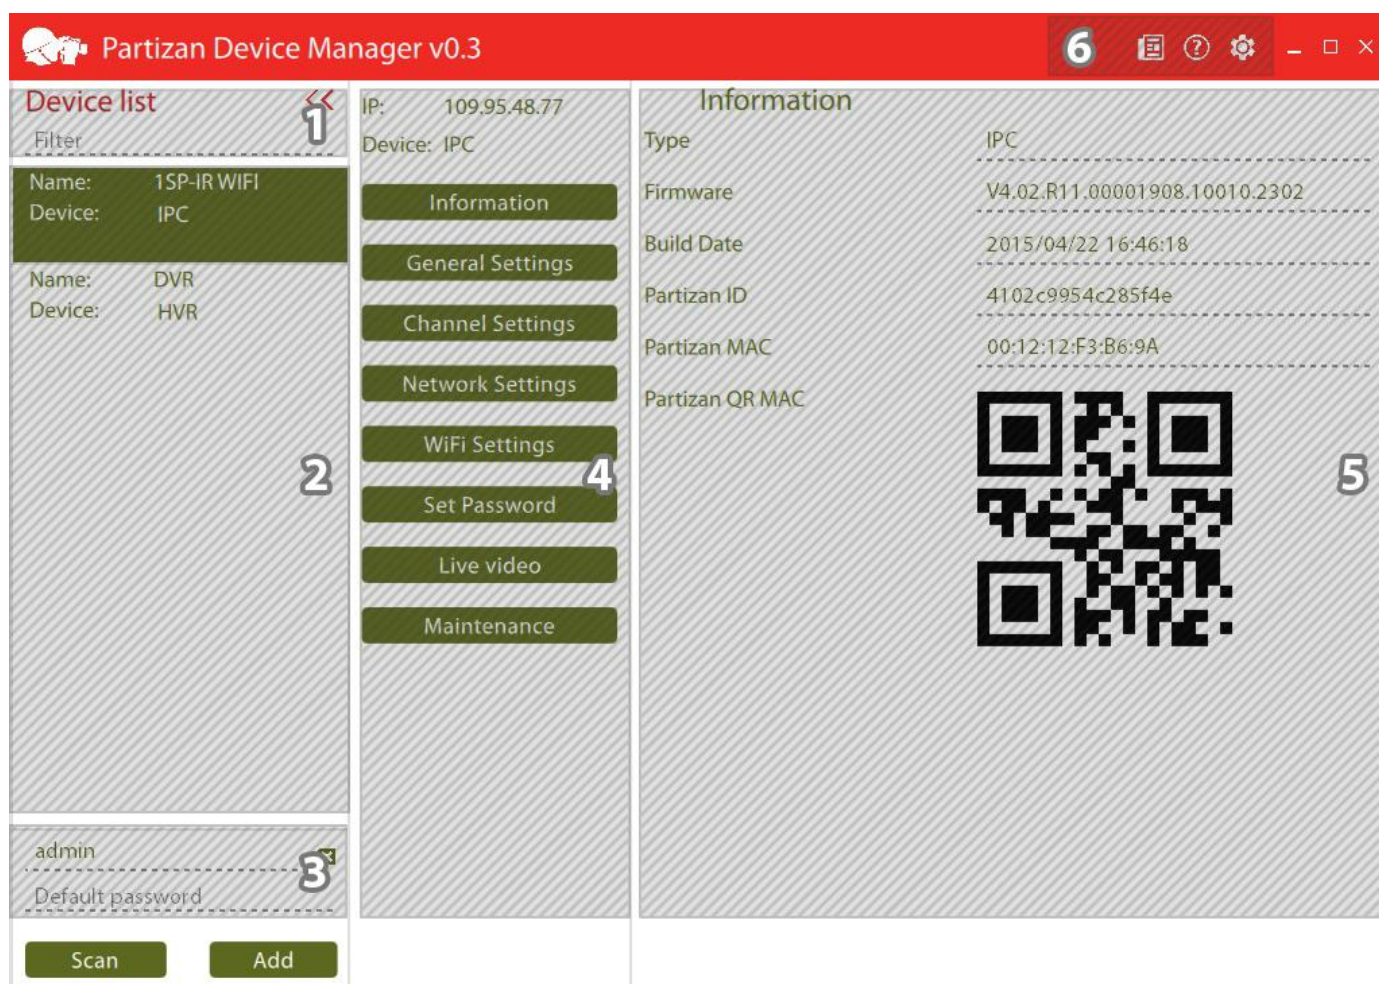 Partizan Device Manager v0.3
6
Device list
1
Filter
Name: 1SP-IR WIFI
Device: IPC
Name: DVR
Device: HVR
2
admin
3
Default password
Scan Add
IP: 109.95.48.77
Device: IPC
Information
General Settings
Channel Settings
Network Settings
WiFi Settings
4
Set Password
Live video
Maintenance
Information
Type IPC
Firmware V4.02.R11.00001908.10010.2302
Build Date 2015/04/22 16:46:18
Partizan ID 4102c9954c285f4e
Partizan MAC 00:12:12:F3:B6:9A
Partizan QR MAC
5